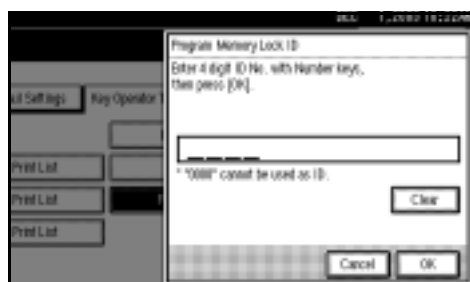 Program Memory Lock ID
Enter 4 digit ID No. with Number keys,
then press [OK].
Settings
Key Operator
Print List
* "0000" cannot be used as ID.
Print List
Clear
Print List
Cancel
OK